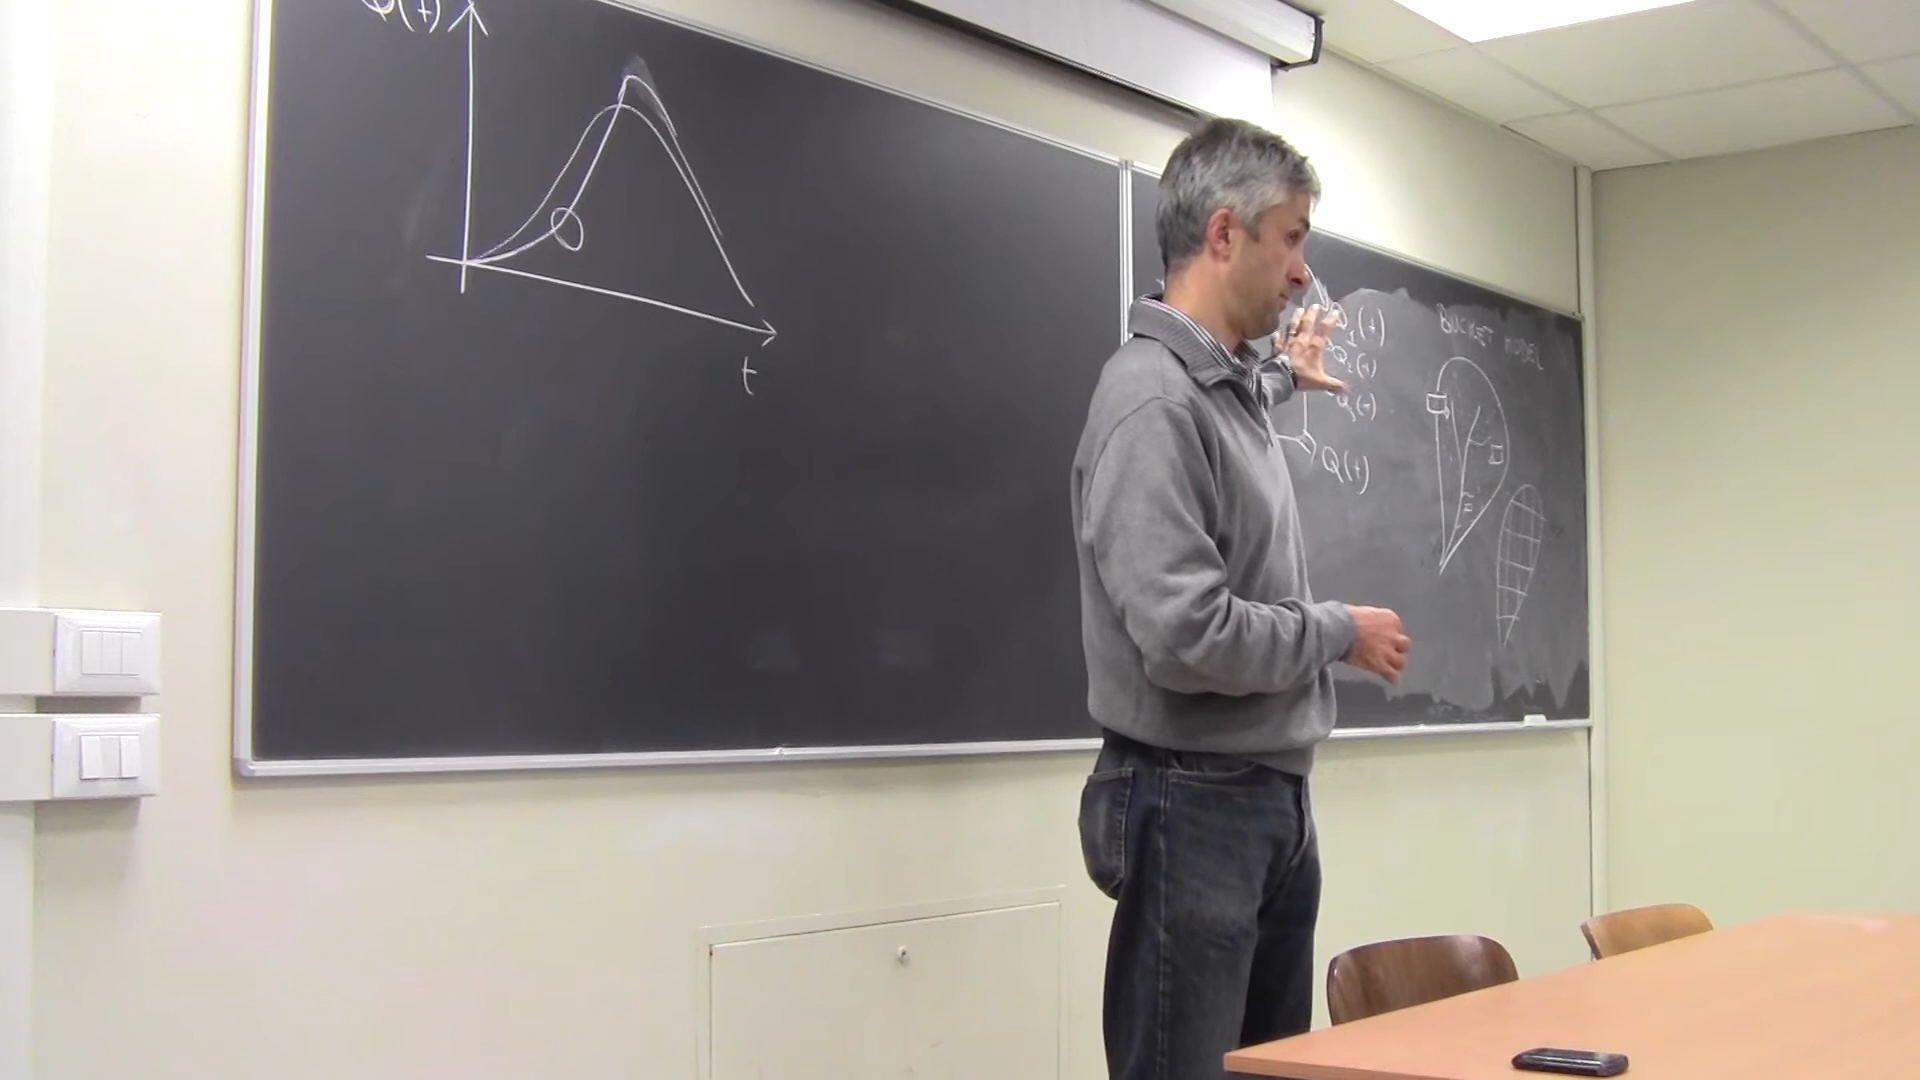 Q(t)
t
Q₁(t)
Q₂(t)
Q₃(t)
Q(t)
BUCKET MODEL